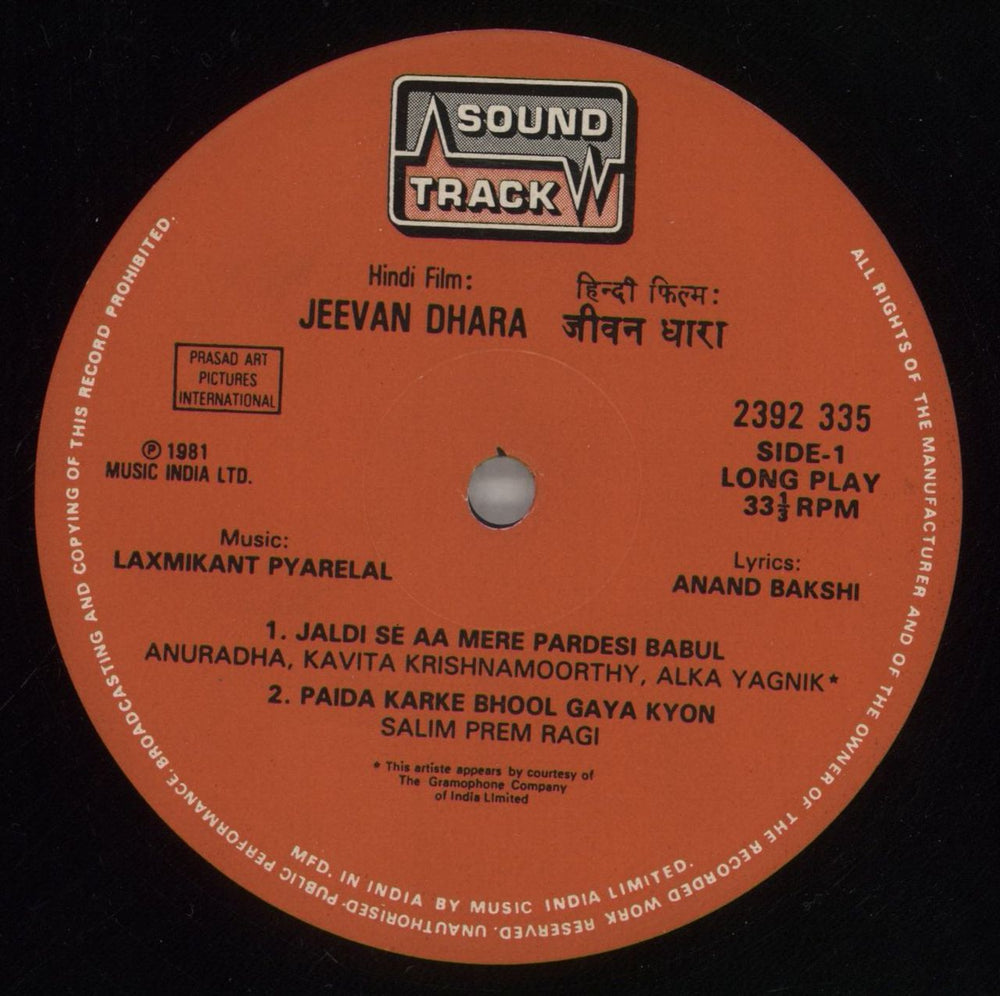 SOUND
TRACK
Hindi Film:
JEEVAN DHARA
हिन्दी फिल्म:
जीवन धारा
PRASAD ART
PICTURES
INTERNATIONAL
℗ 1981
MUSIC INDIA LTD.
2392 335
SIDE-1
LONG PLAY
33⅓ RPM
Music:
LAXMIKANT PYARELAL
Lyrics:
ANAND BAKSHI
1. JALDI SE AA MERE PARDESI BABUL
ANURADHA, KAVITA KRISHNAMOORTHY, ALKA YAGNIK*
2. PAIDA KARKE BHOOL GAYA KYON
SALIM PREM RAGI
* This artiste appears by courtesy of
The Gramophone Company
of India Limited
MFD. IN INDIA BY MUSIC INDIA LIMITED.
ALL RIGHTS OF THE MANUFACTURER AND OF THE OWNER OF THE RECORDED WORK RESERVED. UNAUTHORISED PUBLIC PERFORMANCE, BROADCASTING AND COPYING OF THIS RECORD PROHIBITED.